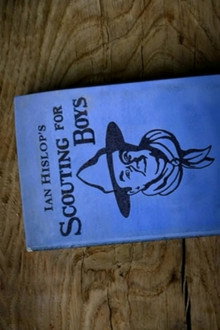 IAN HISLOP'S
SCOUTING FOR
BOYS